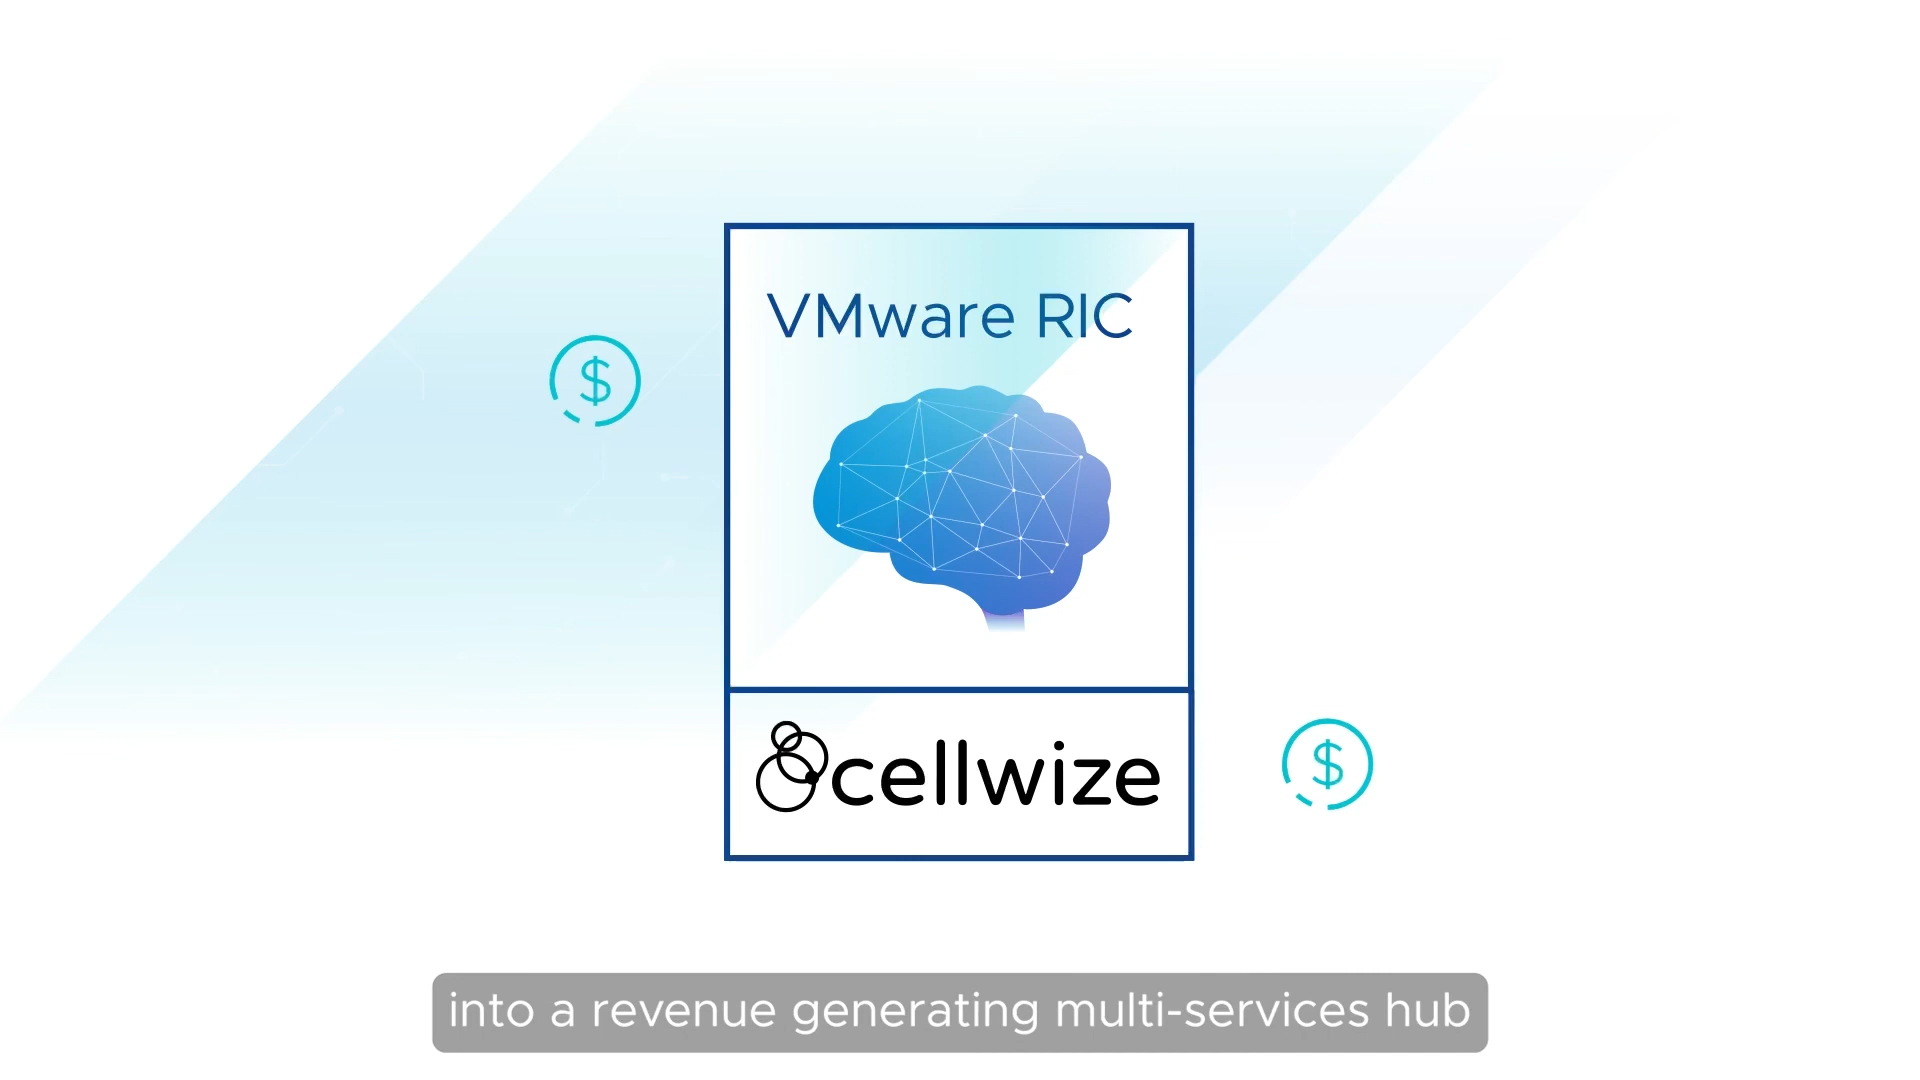 VMware RIC
$
cellwize
$
into a revenue generating multi-services hub